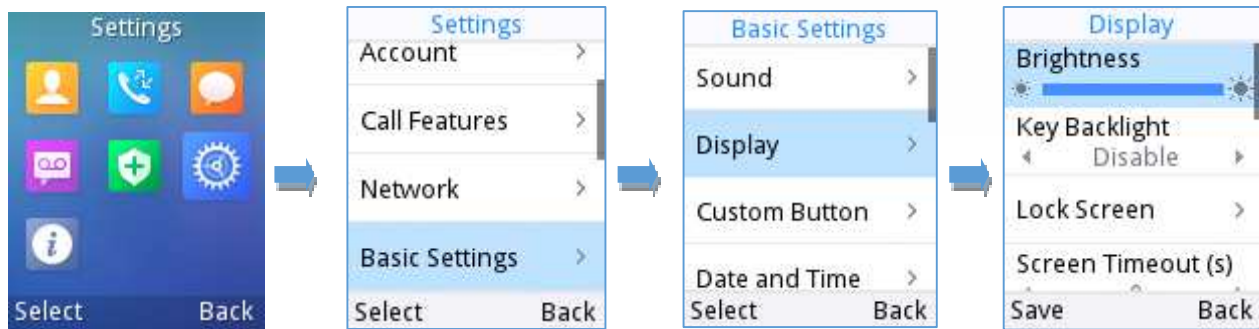 Settings
Select Back
Settings
Account
Call Features
Network
Basic Settings
Select Back
Basic Settings
Sound
Display
Custom Button
Date and Time
Select Back
Display
Brightness
Key Backlight
Disable
Lock Screen
Screen Timeout (s)
Save Back